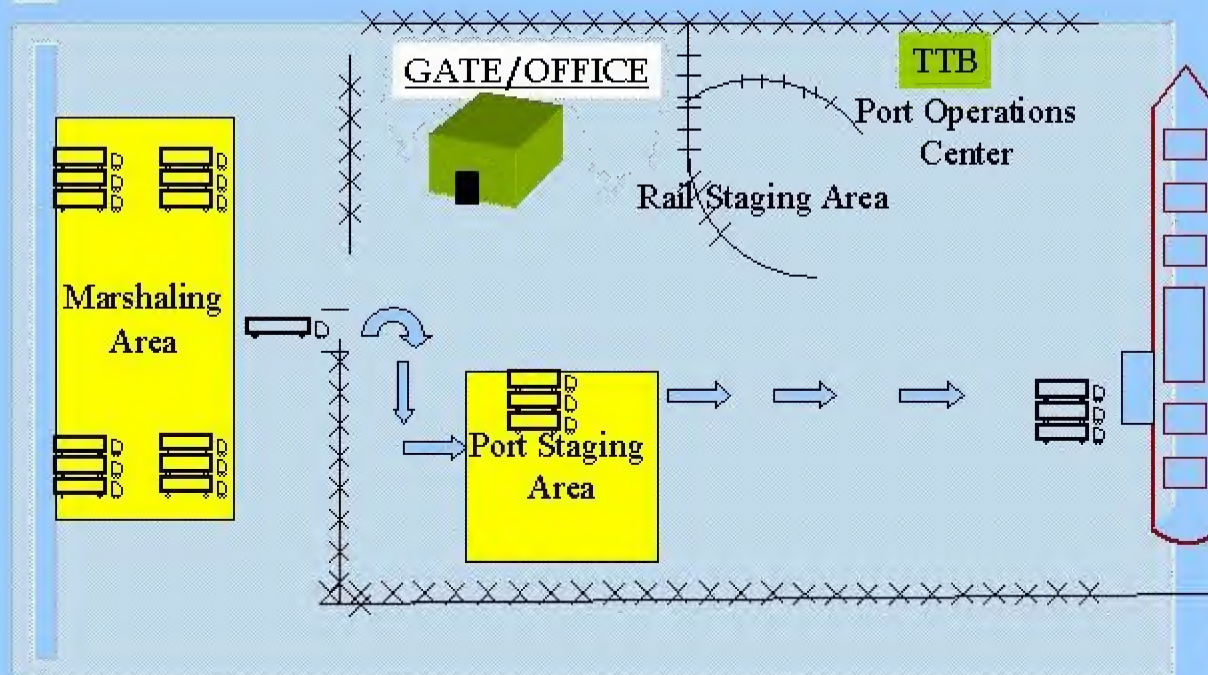 GATE/OFFICE
TTB
Port Operations
Center
Rail Staging Area
Marshaling
Area
Port Staging
Area